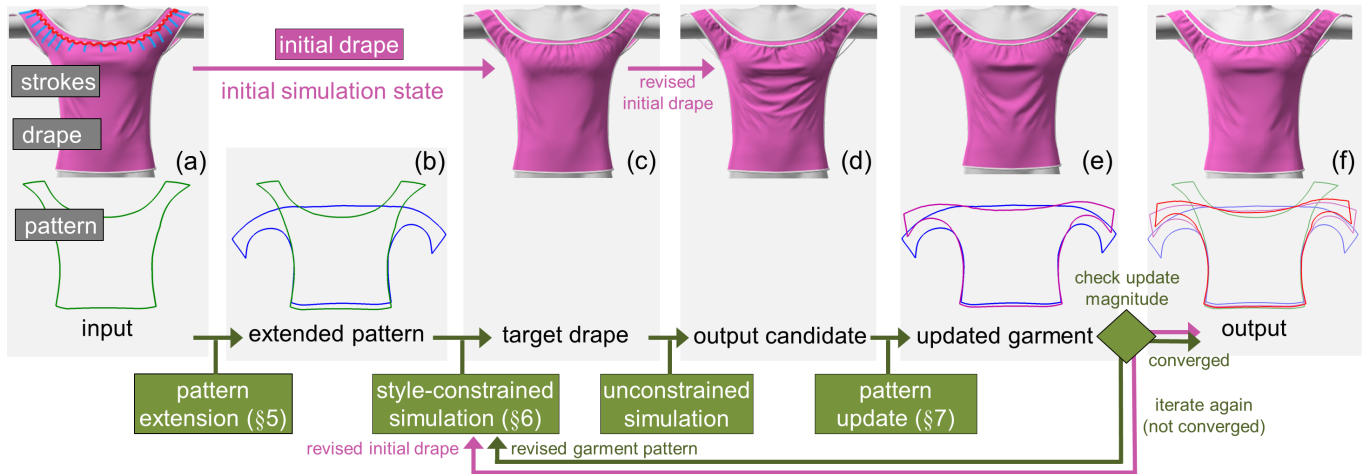 initial drape
initial simulation state
revised
initial drape
strokes
drape
pattern
(a)
(b)
(c)
(d)
(e)
(f)
check update
magnitude
input
extended pattern
target drape
output candidate
updated garment
output
converged
pattern
extension (§5)
style-constrained
simulation (§6)
unconstrained
simulation
pattern
update (§7)
iterate again
(not converged)
revised initial drape
revised garment pattern